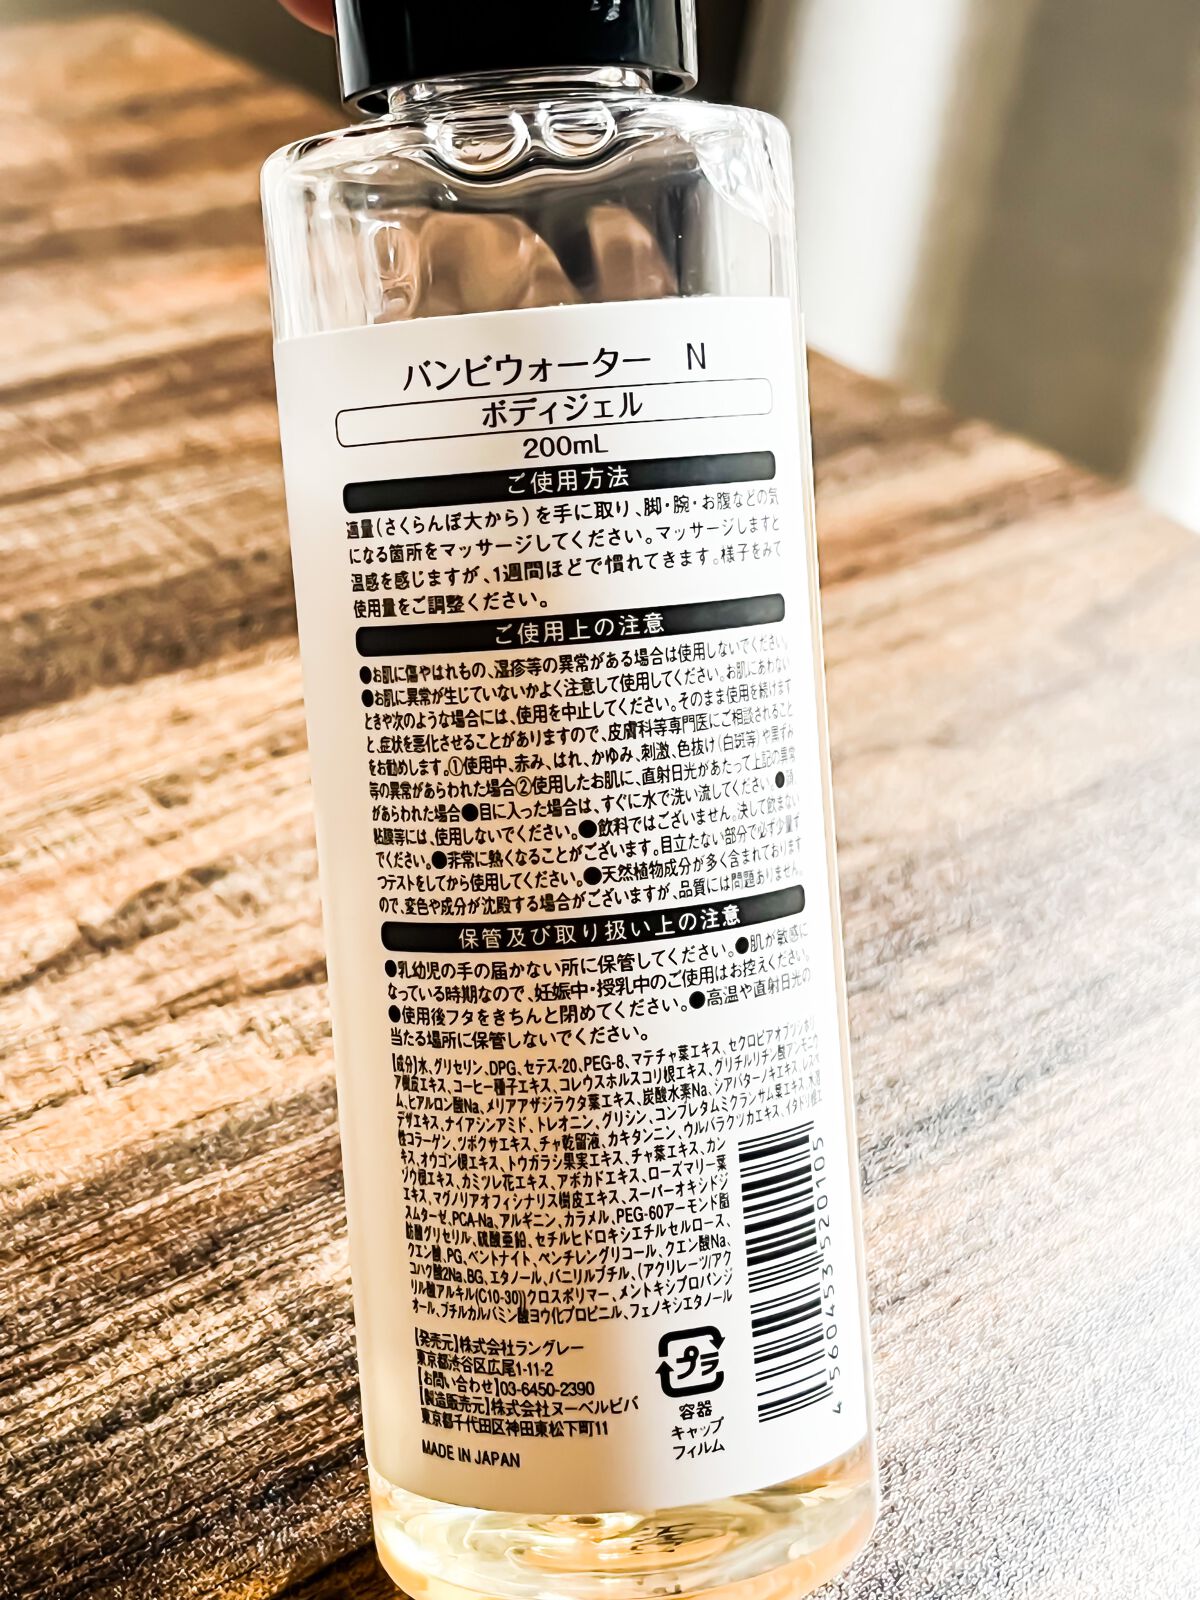 バンビウォーター N
ボディジェル
200mL
ご使用方法
適量(さくらんぼ大から)を手に取り、脚・腕・お腹などの気
になる箇所をマッサージしてください。マッサージしますと
温感を感じますが、1週間ほどで慣れてきます。様子をみて
使用量をご調整ください。
ご使用上の注意
●お肌に傷やはれもの、湿疹等の異常がある場合は使用しないでください。
●お肌に異常が生じていないかよく注意して使用してください。お肌にあわない
ときや次のような場合には、使用を中止してください。そのまま使用を続けます
と、症状を悪化させることがありますので、皮膚科等専門医にご相談されること
をお勧めします。①使用中、赤み、はれ、かゆみ、刺激、色抜け(白斑等)や黒ずみ
等の異常があらわれた場合②使用したお肌に、直射日光があたって上記の異常
があらわれた場合●目に入った場合は、すぐに水で洗い流してください。●
粘膜等には、使用しないでください。●飲料ではございません。決して飲まない
でください。●非常に熱くなることがございます。目立たない部分で必ず少量ず
つテストをしてから使用してください。●天然植物成分が多く含まれております
ので、変色や成分が沈殿する場合がございますが、品質には問題ありません。
保管及び取り扱い上の注意
●乳幼児の手の届かない所に保管してください。●肌が敏感に
なっている時期なので、妊娠中・授乳中のご使用はお控えください。
●使用後フタをきちんと閉めてください。●高温や直射日光の
当たる場所に保管しないでください。
【成分】水、グリセリン、DPG、セテス-20、PEG-8、マテチャ葉エキス、セクロピアオブツシホリ
ア樹皮エキス、コーヒー種子エキス、コレウスホルスコリ根エキス、グリチルリチン酸アンモニウ
ム、ヒアルロン酸Na、メリアアザジラクタ葉エキス、炭酸水素Na、シアバターノキエキス、レスペ
デザエキス、ナイアシンアミド、トレオニン、グリシン、コンブレタムミクランサム葉エキス、水溶
性コラーゲン、ツボクサエキス、チャ乾留液、カキタンニン、ウルバラクツカエキス、イタドリ根エ
キス、オウゴン根エキス、トウガラシ果実エキス、チャ葉エキス、カン
ゾウ根エキス、カミツレ花エキス、アボカドエキス、ローズマリー葉
エキス、マグノリアオフィシナリス樹皮エキス、スーパーオキシドジ
スムターゼ、PCA-Na、アルギニン、カラメル、PEG-60アーモンド脂
肪酸グリセリル、硫酸亜鉛、セチルヒドロキシエチルセルロース、
クエン酸、PG、ベントナイト、ペンチレングリコール、クエン酸Na、
コハク酸2Na、BG、エタノール、バニリルブチル、(アクリレーツ/アク
リル酸アルキル(C10-30))クロスポリマー、メントキシプロパンジ
オール、ブチルカルバミン酸ヨウ化プロピニル、フェノキシエタノール
【発売元】株式会社ラングレー
東京都渋谷区広尾1-11-2
【お問い合わせ】03-6450-2390
【製造販売元】株式会社ヌーベルビバ
東京都千代田区神田東松下町11
MADE IN JAPAN
プラ
容器
キャップ
フィルム
4 560453 520105